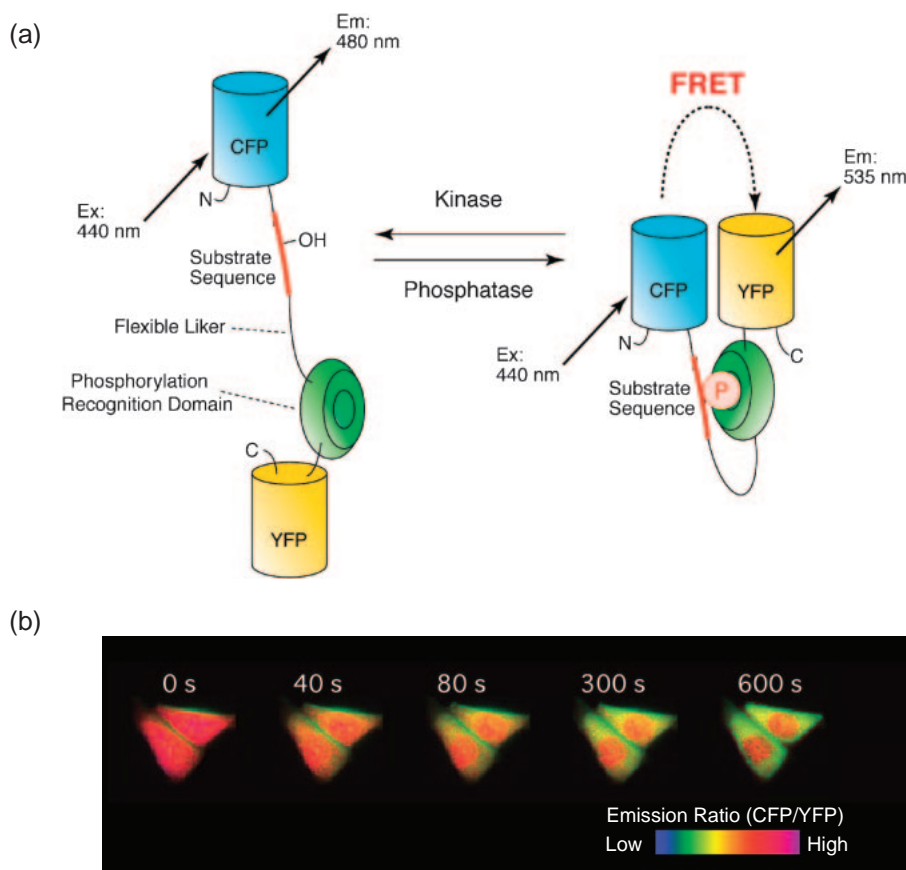 (a)
Em:
480 nm
CFP
N
Ex:
440 nm
OH
Substrate
Sequence
Flexible Liker
Phosphorylation
Recognition Domain
C
YFP
Kinase
Phosphatase
FRET
Em:
535 nm
CFP
YFP
N
C
Ex:
440 nm
Substrate
Sequence
P
(b)
0 s 40 s 80 s 300 s 600 s
Emission Ratio (CFP/YFP)
Low High